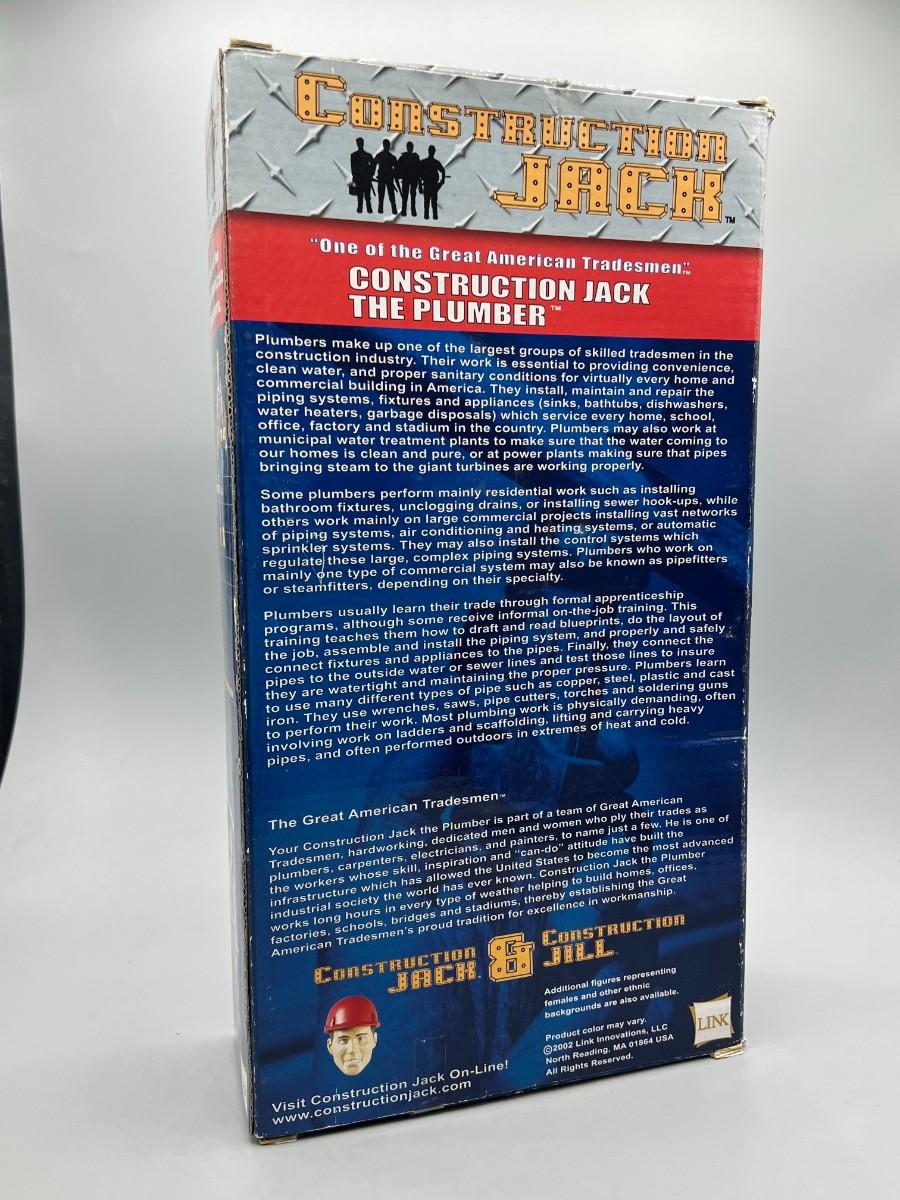 CONSTRUCTION
JACK™
"One of the Great American Tradesmen"™
CONSTRUCTION JACK
THE PLUMBER™
Plumbers make up one of the largest groups of skilled tradesmen in the
construction industry. Their work is essential to providing convenience,
clean water, and proper sanitary conditions for virtually every home and
commercial building in America. They install, maintain and repair the
piping systems, fixtures and appliances (sinks, bathtubs, dishwashers,
water heaters, garbage disposals) which service every home, school,
office, factory and stadium in the country. Plumbers may also work at
municipal water treatment plants to make sure that the water coming to
our homes is clean and pure, or at power plants making sure that pipes
bringing steam to the giant turbines are working properly.
Some plumbers perform mainly residential work such as installing
bathroom fixtures, unclogging drains, or installing sewer hook-ups, while
others work mainly on large commercial projects installing vast networks
of piping systems, air conditioning and heating systems, or automatic
sprinkler systems. They may also install the control systems which
regulate these large, complex piping systems. Plumbers who work on
mainly one type of commercial system may also be known as pipefitters
or steamfitters, depending on their specialty.
Plumbers usually learn their trade through formal apprenticeship
programs, although some receive informal on-the-job training. This
training teaches them how to draft and read blueprints, do the layout of
the job, assemble and install the piping system, and properly and safely
connect fixtures and appliances to the pipes. Finally, they connect the
pipes to the outside water or sewer lines and test those lines to insure
they are watertight and maintaining the proper pressure. Plumbers learn
to use many different types of pipe such as copper, steel, plastic and cast
iron. They use wrenches, saws, pipe cutters, torches and soldering guns
to perform their work. Most plumbing work is physically demanding, often
involving work on ladders and scaffolding, lifting and carrying heavy
pipes, and often performed outdoors in extremes of heat and cold.
The Great American Tradesmen™
Your Construction Jack the Plumber is part of a team of Great American
Tradesmen, hardworking, dedicated men and women who ply their trades as
plumbers, carpenters, electricians, and painters, to name just a few. He is one of
the workers whose skill, inspiration and "can-do" attitude have built the
infrastructure which has allowed the United States to become the most advanced
industrial society the world has ever known. Construction Jack the Plumber
works long hours in every type of weather helping to build homes, offices,
factories, schools, bridges and stadiums, thereby establishing the Great
American Tradesmen's proud tradition for excellence in workmanship.
CONSTRUCTION JACK & CONSTRUCTION JILL
Additional figures representing
females and other ethnic
backgrounds are also available.
Product color may vary.
©2002 Link Innovations, LLC
North Reading, MA 01864 USA
All Rights Reserved.
LINK
Visit Construction Jack On-Line!
www.constructionjack.com